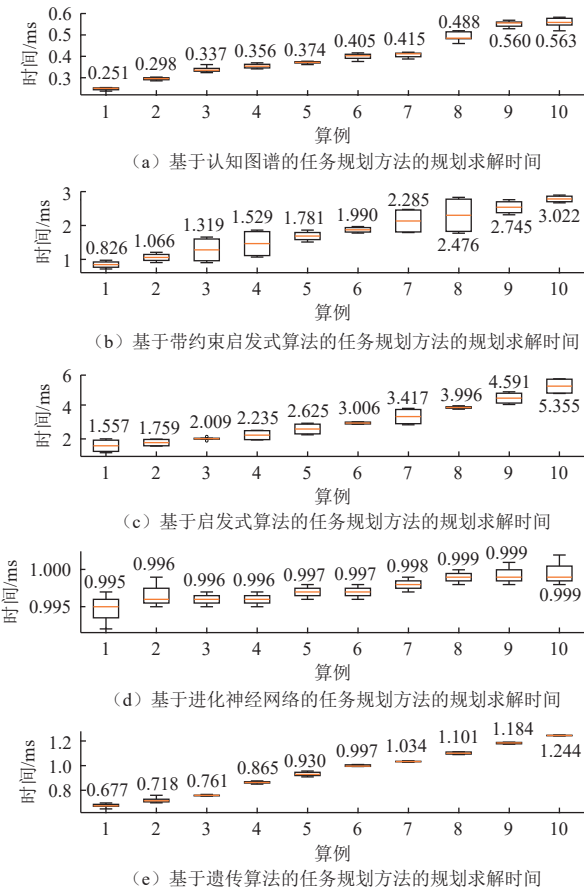 0.6
0.5
0.4
0.3
时间/ms
0.251 0.298 0.337 0.356 0.374 0.405 0.415 0.488 0.560 0.563
1 2 3 4 5 6 7 8 9 10
算例
（a）基于认知图谱的任务规划方法的规划求解时间
3
2
1
时间/ms
0.826 1.066 1.319 1.529 1.781 1.990 2.285 2.476 2.745 3.022
1 2 3 4 5 6 7 8 9 10
算例
（b）基于带约束启发式算法的任务规划方法的规划求解时间
6
4
2
时间/ms
1.557 1.759 2.009 2.235 2.625 3.006 3.417 3.996 4.591 5.355
1 2 3 4 5 6 7 8 9 10
算例
（c）基于启发式算法的任务规划方法的规划求解时间
1.000
0.995
时间/ms
0.995 0.996 0.996 0.996 0.997 0.997 0.998 0.999 0.999 0.999
1 2 3 4 5 6 7 8 9 10
算例
（d）基于进化神经网络的任务规划方法的规划求解时间
1.2
1.0
0.8
时间/ms
0.677 0.718 0.761 0.865 0.930 0.997 1.034 1.101 1.184 1.244
1 2 3 4 5 6 7 8 9 10
算例
（e）基于遗传算法的任务规划方法的规划求解时间